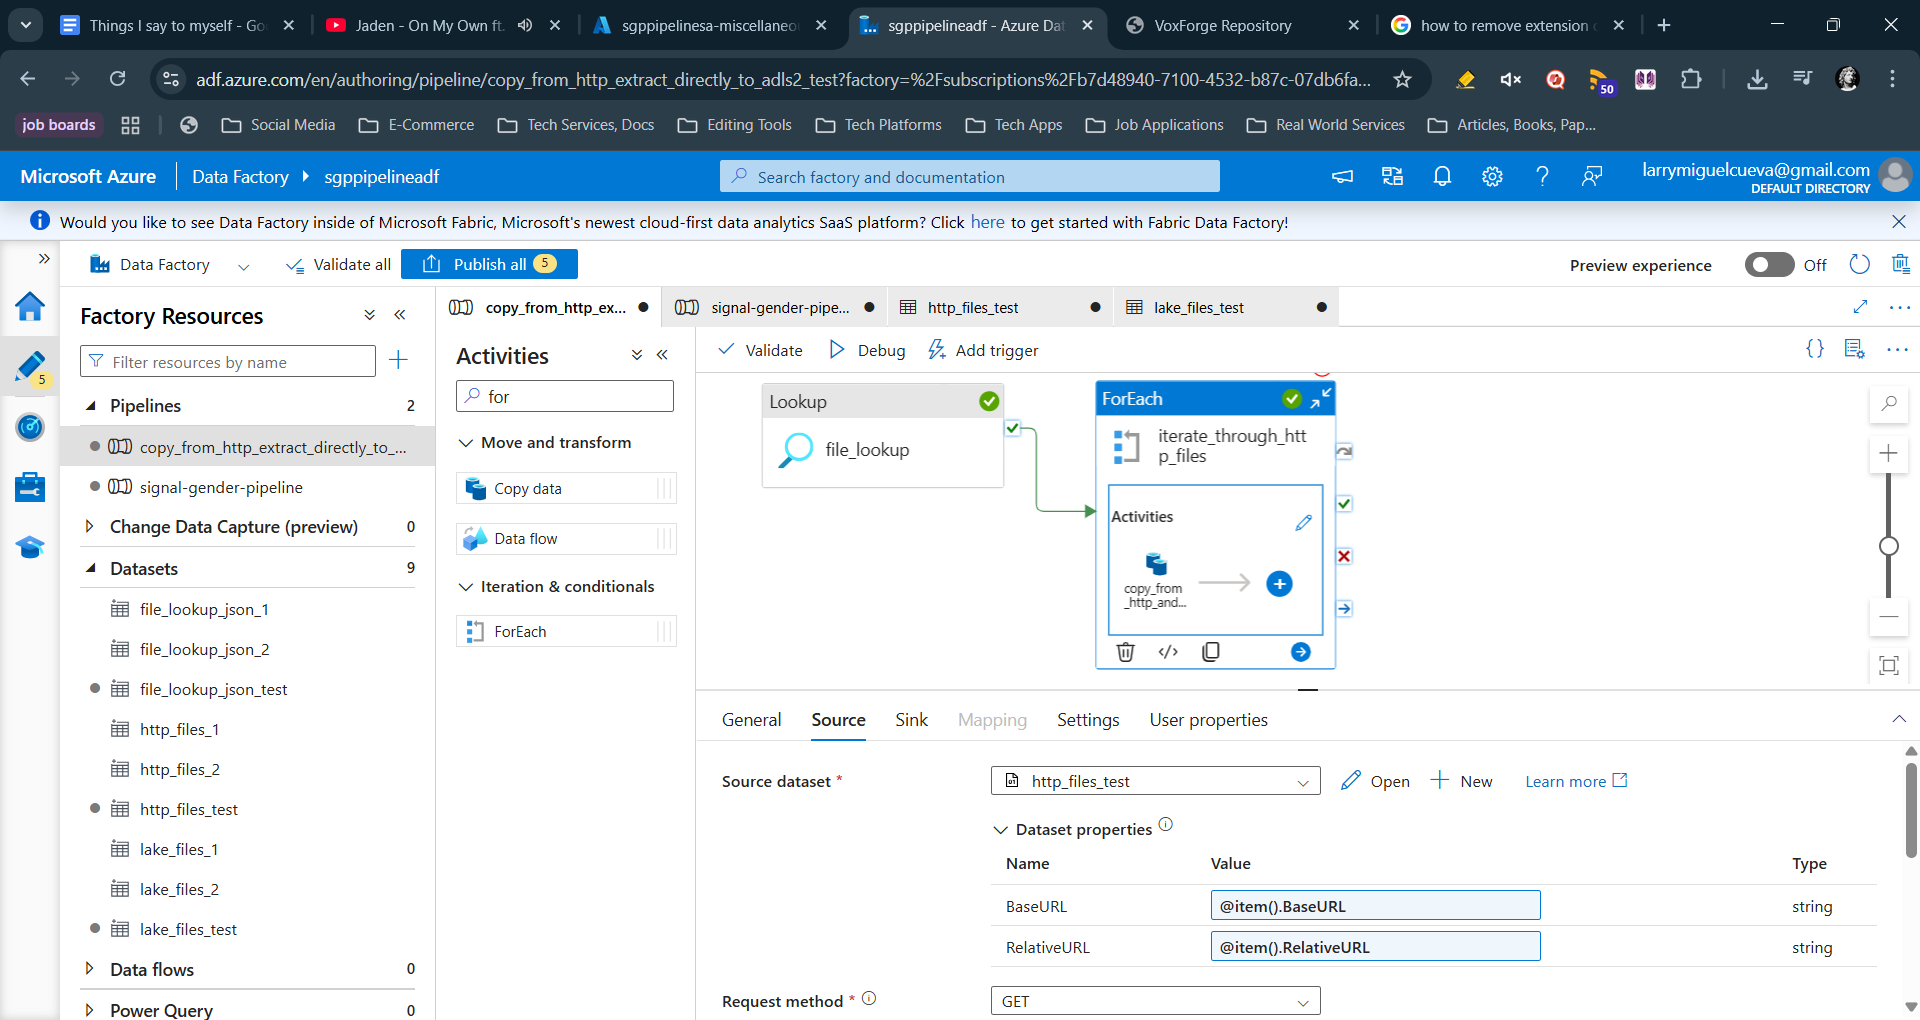 Things I say to myself - Go
Jaden - On My Own ft.
sgppipelinesa-miscellaneo
sgppipelineadf - Azure Dat
VoxForge Repository
how to remove extension
adf.azure.com/en/authoring/pipeline/copy_from_http_extract_directly_to_adls2_test?factory=%2Fsubscriptions%2Fb7d48940-7100-4532-b87c-07db6fa...
50
job boards
Social Media
E-Commerce
Tech Services, Docs
Editing Tools
Tech Platforms
Tech Apps
Job Applications
Real World Services
Articles, Books, Pap...
Microsoft Azure
Data Factory
sgppipelineadf
Search factory and documentation
larrymiguelcueva@gmail.com
DEFAULT DIRECTORY
Would you like to see Data Factory inside of Microsoft Fabric, Microsoft's newest cloud-first data analytics SaaS platform? Click here to get started with Fabric Data Factory!
Data Factory
Validate all
Publish all 5
Preview experience
Off
5
Factory Resources
Filter resources by name
Pipelines 2
copy_from_http_extract_directly_to_...
signal-gender-pipeline
Change Data Capture (preview) 0
Datasets 9
file_lookup_json_1
file_lookup_json_2
file_lookup_json_test
http_files_1
http_files_2
http_files_test
lake_files_1
lake_files_2
lake_files_test
Data flows 0
Power Query 0
copy_from_http_ex...
signal-gender-pipe...
http_files_test
lake_files_test
Activities
for
Move and transform
Copy data
Data flow
Iteration & conditionals
ForEach
Validate
Debug
Add trigger
Lookup
file_lookup
ForEach
iterate_through_htt
p_files
Activities
copy_from
_http_and...
General
Source
Sink
Mapping
Settings
User properties
Source dataset *
http_files_test
Open
New
Learn more
Dataset properties
Name Value Type
BaseURL @item().BaseURL string
RelativeURL @item().RelativeURL string
Request method *
GET